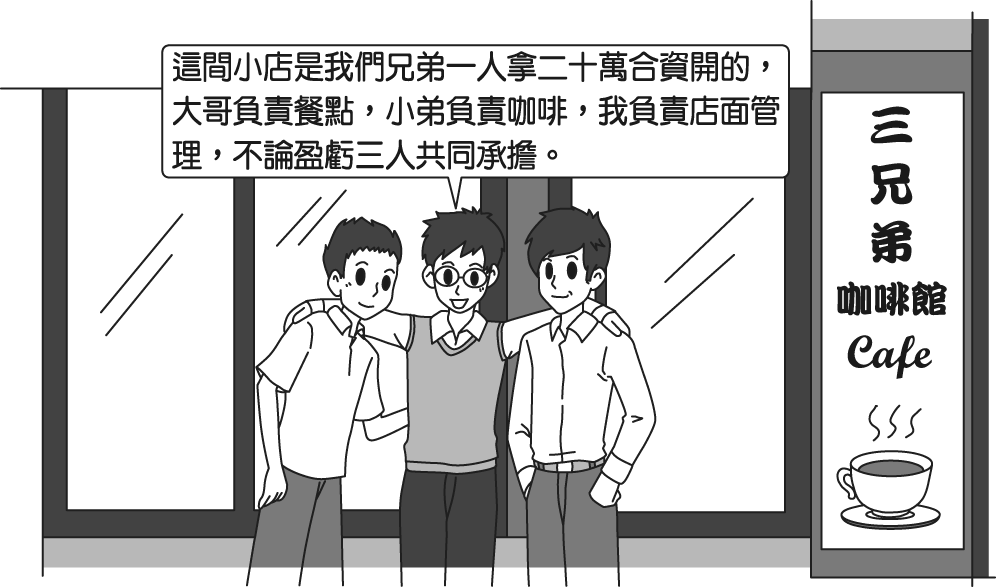 這間小店是我們兄弟一人拿二十萬合資開的，
大哥負責餐點，小弟負責咖啡，我負責店面管
理，不論盈虧三人共同承擔。
三
兄
弟
咖啡館
Cafe